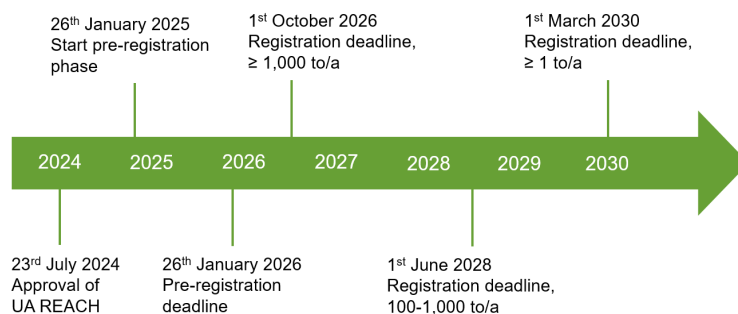 26th January 2025
Start pre-registration
phase
1st October 2026
Registration deadline,
≥ 1,000 to/a
1st March 2030
Registration deadline,
≥ 1 to/a
2024 2025 2026 2027 2028 2029 2030
23rd July 2024
Approval of
UA REACH
26th January 2026
Pre-registration
deadline
1st June 2028
Registration deadline,
100-1,000 to/a